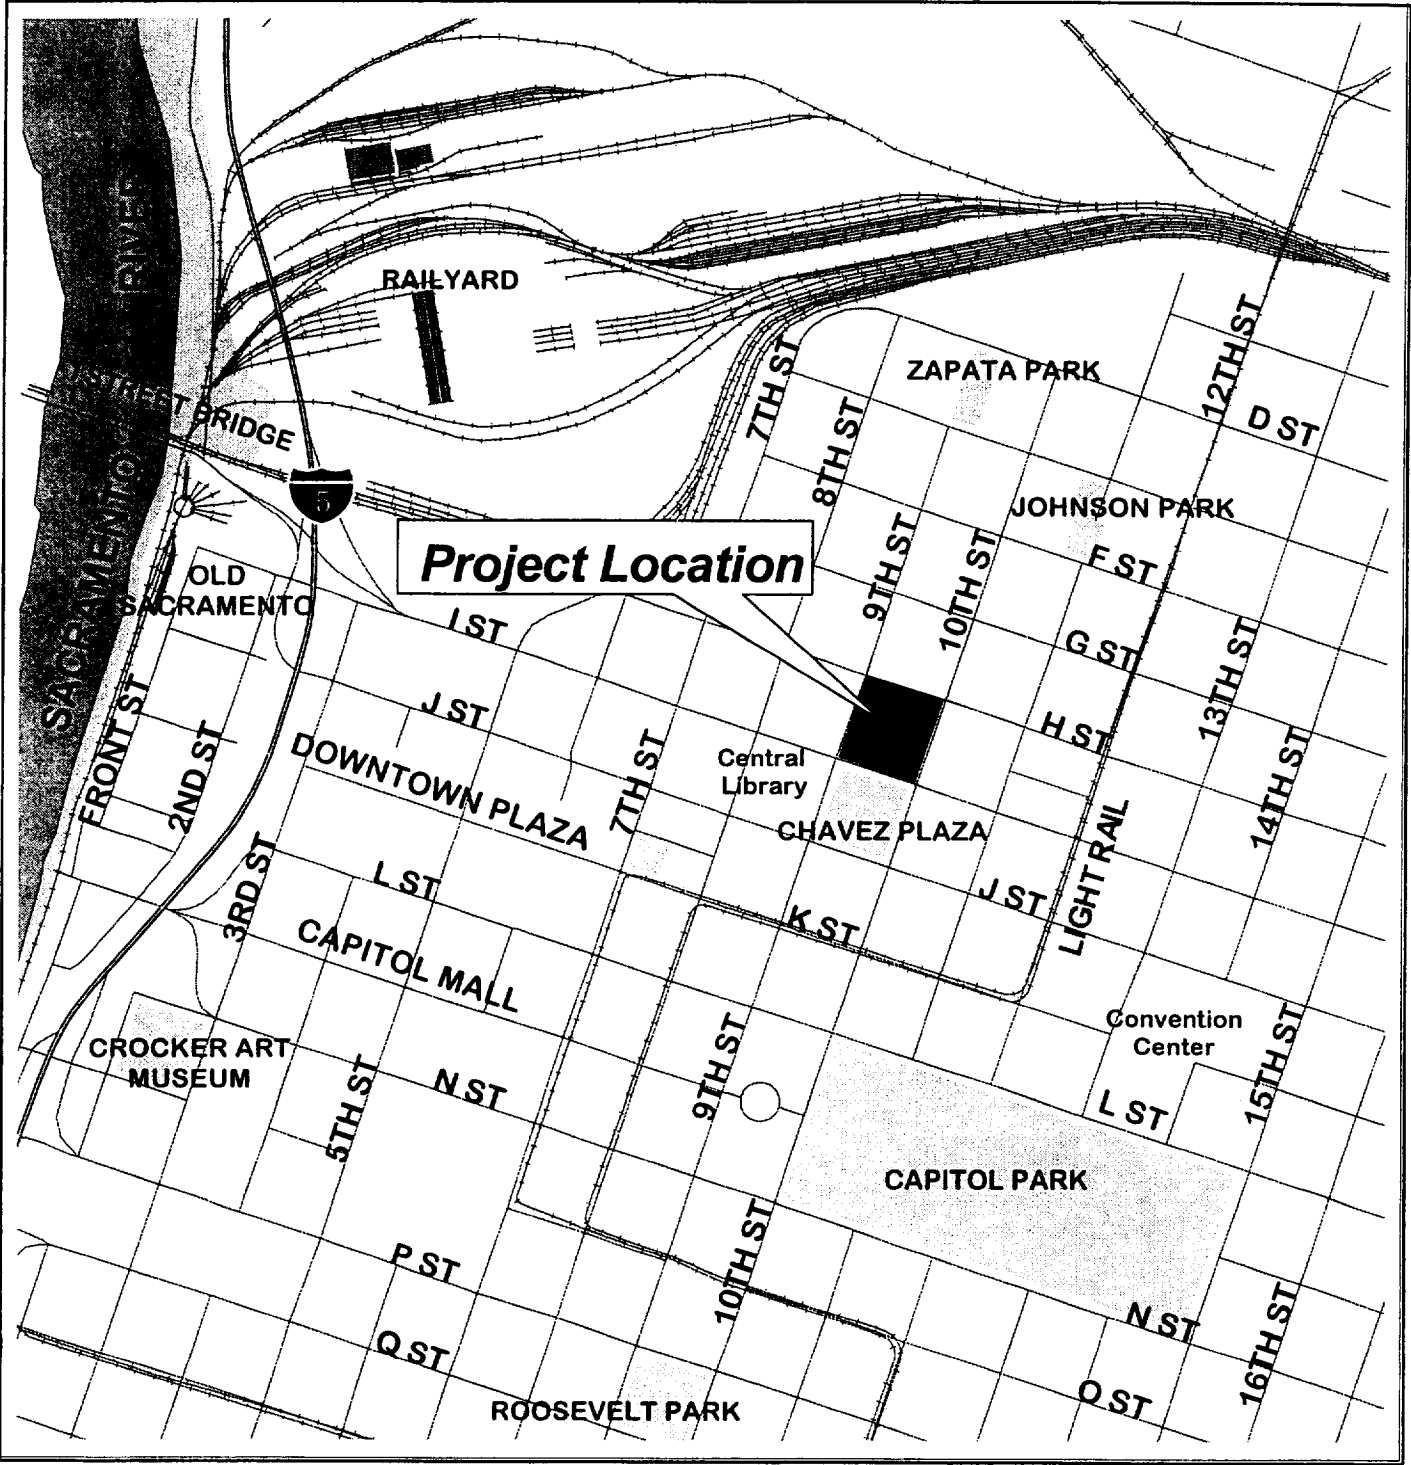 RIVER
RAILYARD
ZAPATA PARK
12TH ST
7TH ST
D ST
I STREET BRIDGE
8TH ST
5
JOHNSON PARK
SACRAMENTO
9TH ST
10TH ST
F ST
Project Location
OLD
SACRAMENTO
I ST
G ST
13TH ST
FRONT ST
J ST
H ST
2ND ST
DOWNTOWN PLAZA
7TH ST
Central
Library
14TH ST
CHAVEZ PLAZA
LIGHT RAIL
3RD ST
L ST
J ST
K ST
CAPITOL MALL
CROCKER ART
MUSEUM
9TH ST
Convention
Center
15TH ST
5TH ST
N ST
L ST
CAPITOL PARK
10TH ST
P ST
N ST
16TH ST
Q ST
O ST
ROOSEVELT PARK